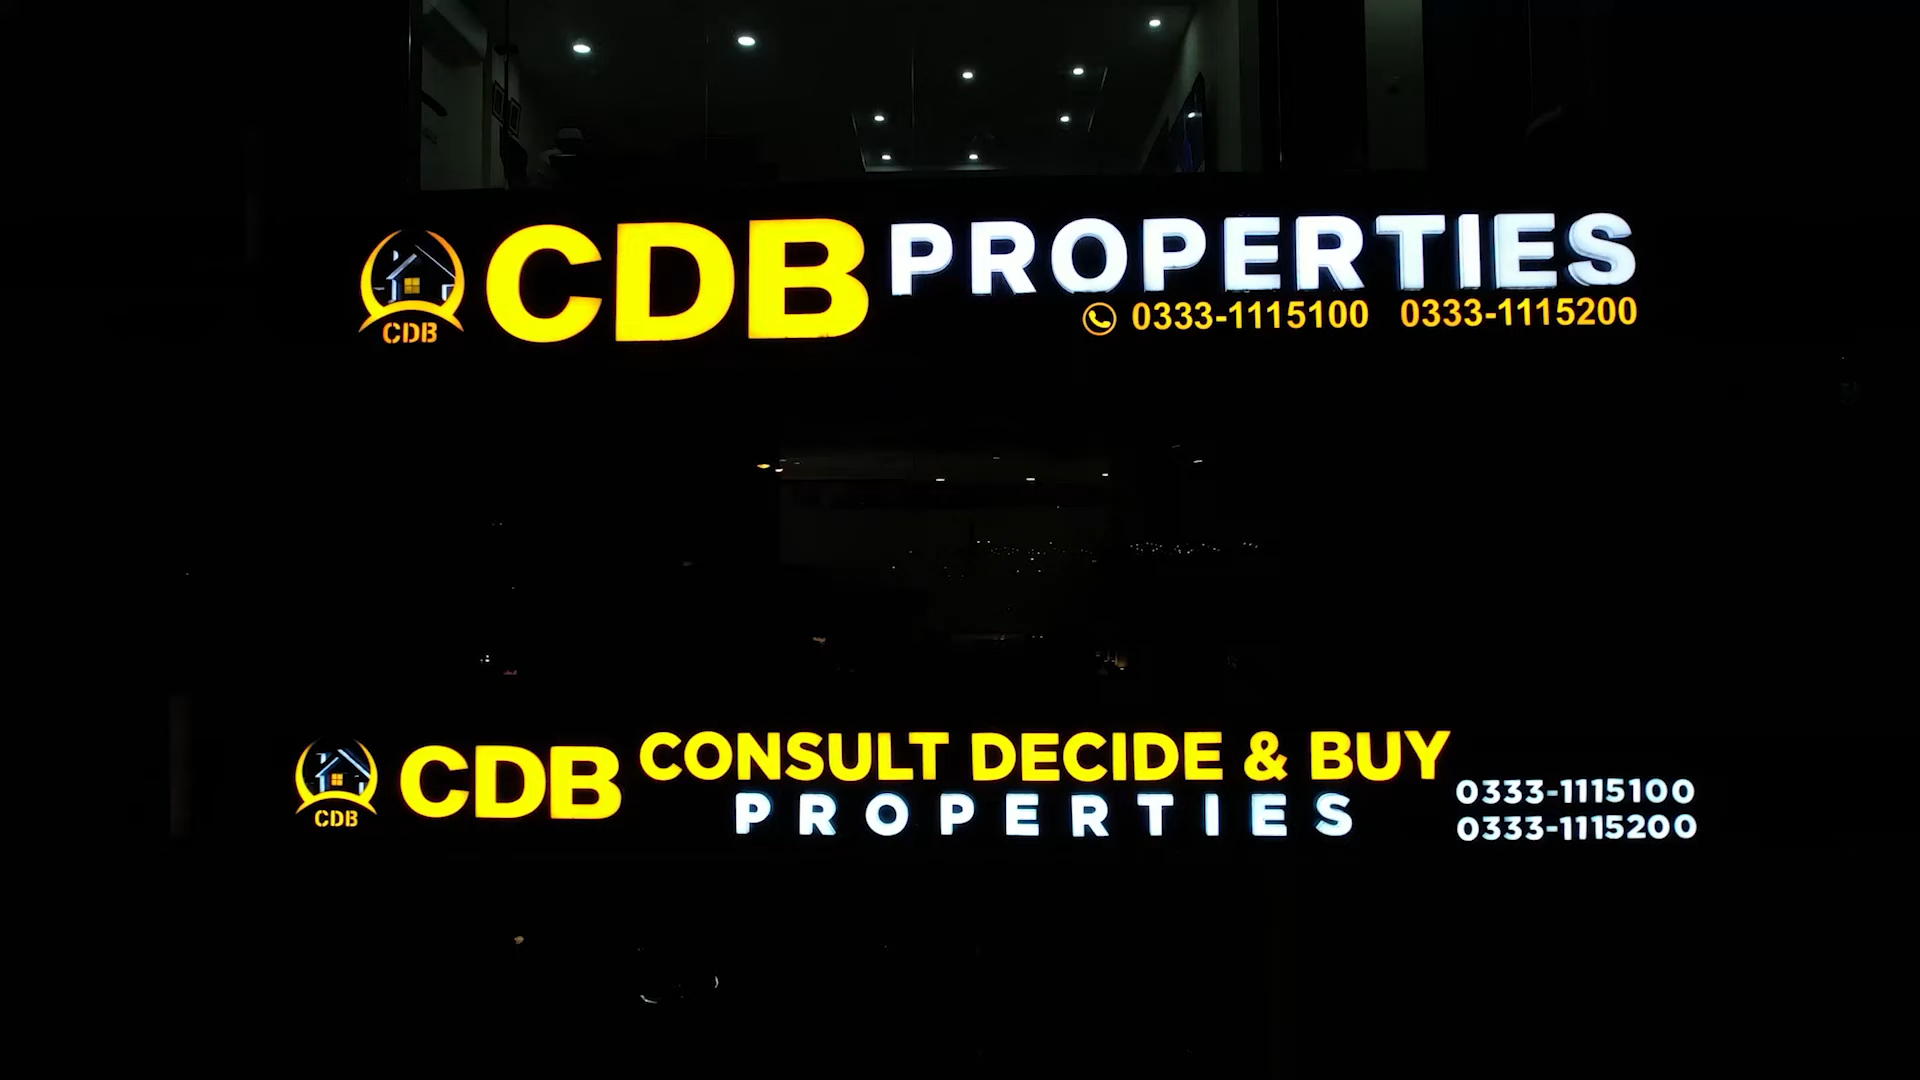 CDB PROPERTIES
CDB
0333-1115100 0333-1115200
CDB CONSULT DECIDE & BUY
PROPERTIES
CDB
0333-1115100
0333-1115200